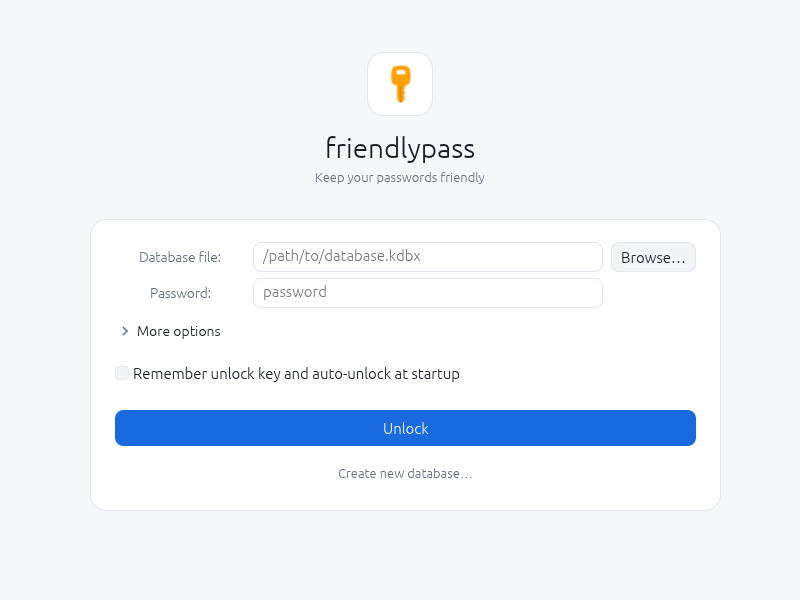 friendlypass
Keep your passwords friendly
Database file: /path/to/database.kdbx Browse...
Password: password
More options
Remember unlock key and auto-unlock at startup
Unlock
Create new database...